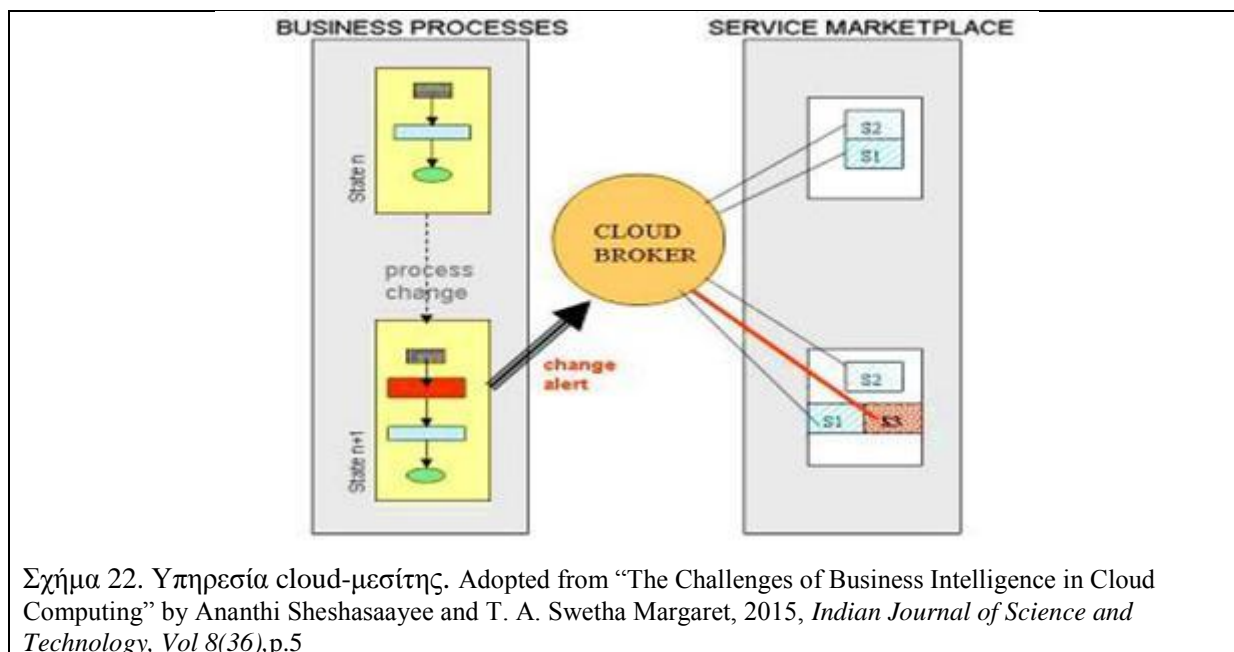 BUSINESS PROCESSES
SERVICE MARKETPLACE
State n
process
change
State n+1
change
alert
CLOUD
BROKER
S2
S1
S2
S1
S3
Σχήμα 22. Υπηρεσία cloud-μεσίτης. Adopted from “The Challenges of Business Intelligence in Cloud
Computing” by Ananthi Sheshasaayee and T. A. Swetha Margaret, 2015, Indian Journal of Science and
Technology, Vol 8(36),p.5